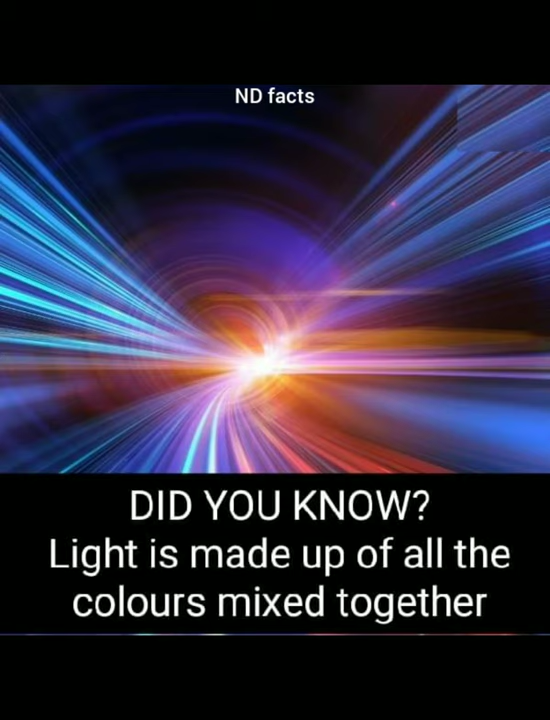 ND facts
DID YOU KNOW?
Light is made up of all the
colours mixed together